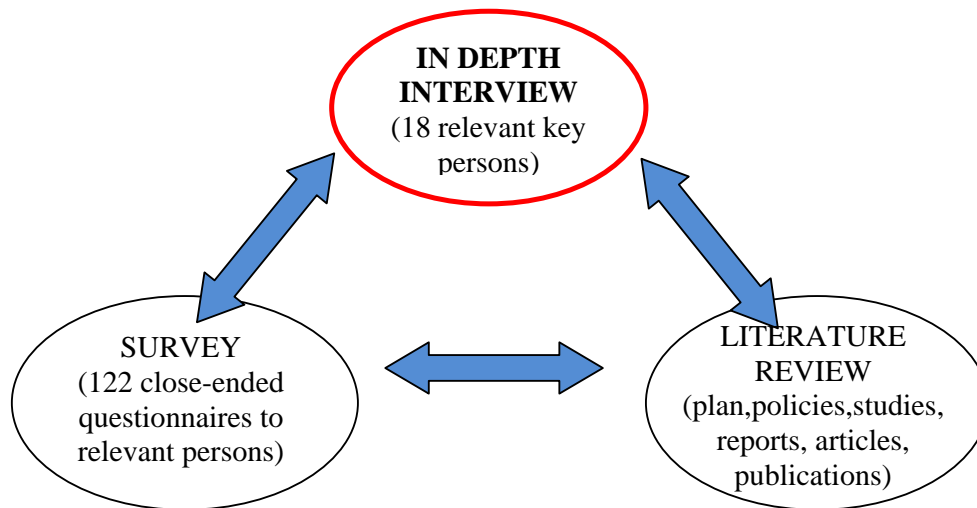 IN DEPTH
INTERVIEW
(18 relevant key
persons)
SURVEY
(122 close-ended
questionnaires to
relevant persons)
LITERATURE
REVIEW
(plan,policies,studies,
reports, articles,
publications)